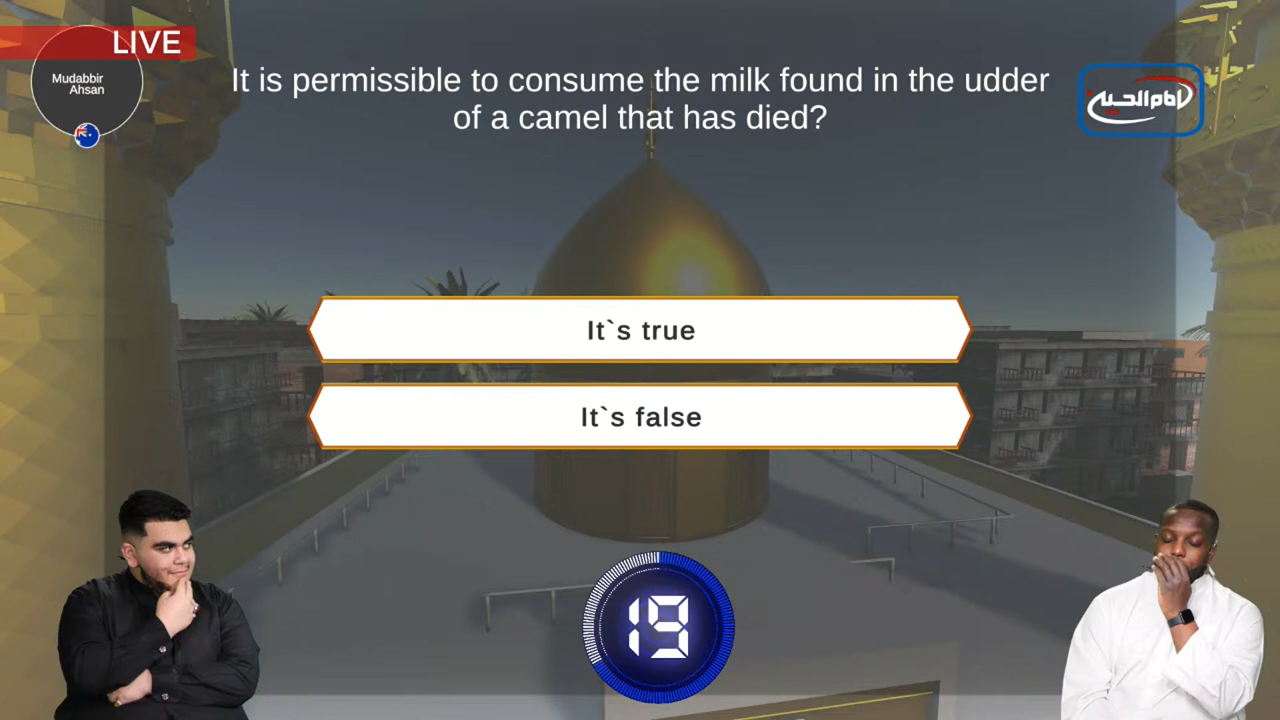 LIVE
Mudabbir
Ahsan
It is permissible to consume the milk found in the udder
of a camel that has died?
It`s true
It`s false
19